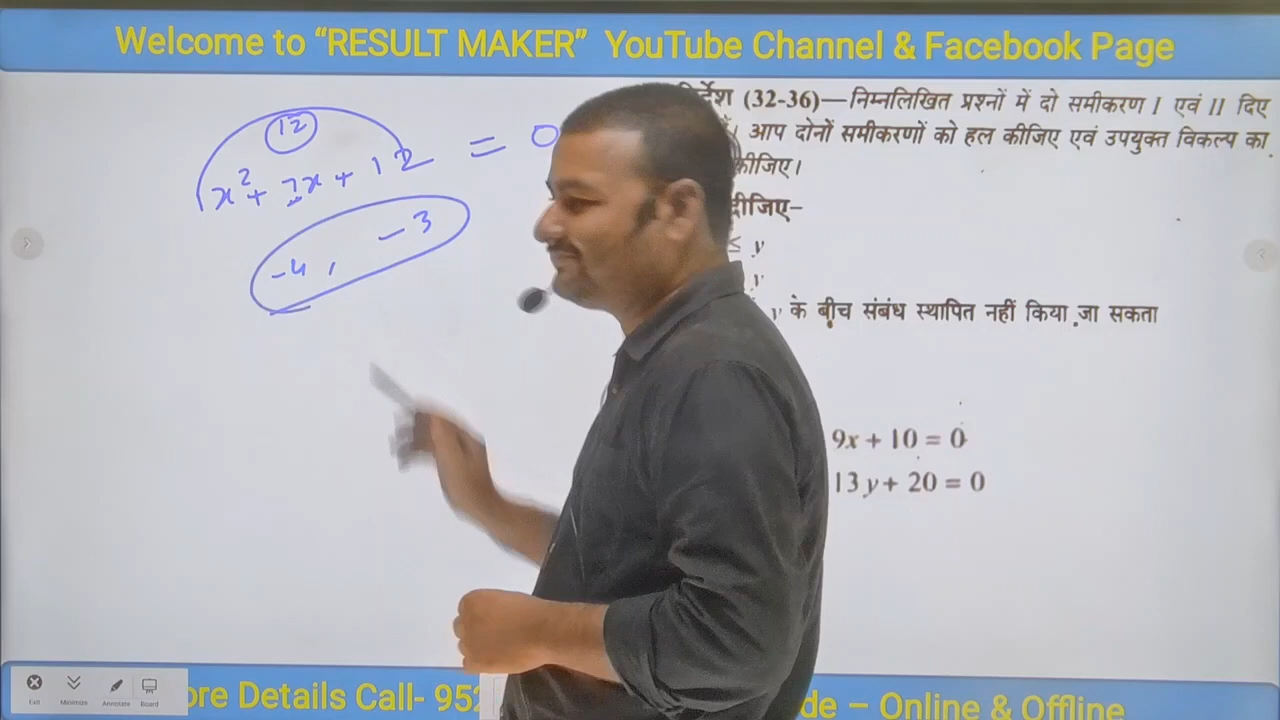 Welcome to “RESULT MAKER” YouTube Channel & Facebook Page
12
x² + 7x + 12 = 0
-4, -3
(32-36)—निम्नलिखित प्रश्नों में दो समीकरण I एवं II दिए
आप दोनों समीकरणों को हल कीजिए एवं उपयुक्त विकल्प का
कीजिए।
दीजिए–
≤ y
y
y के बीच संबंध स्थापित नहीं किया जा सकता
9x + 10 = 0
13y + 20 = 0
ore Details Call- 952 de – Online & Offline
Exit Minimize Annotate Board